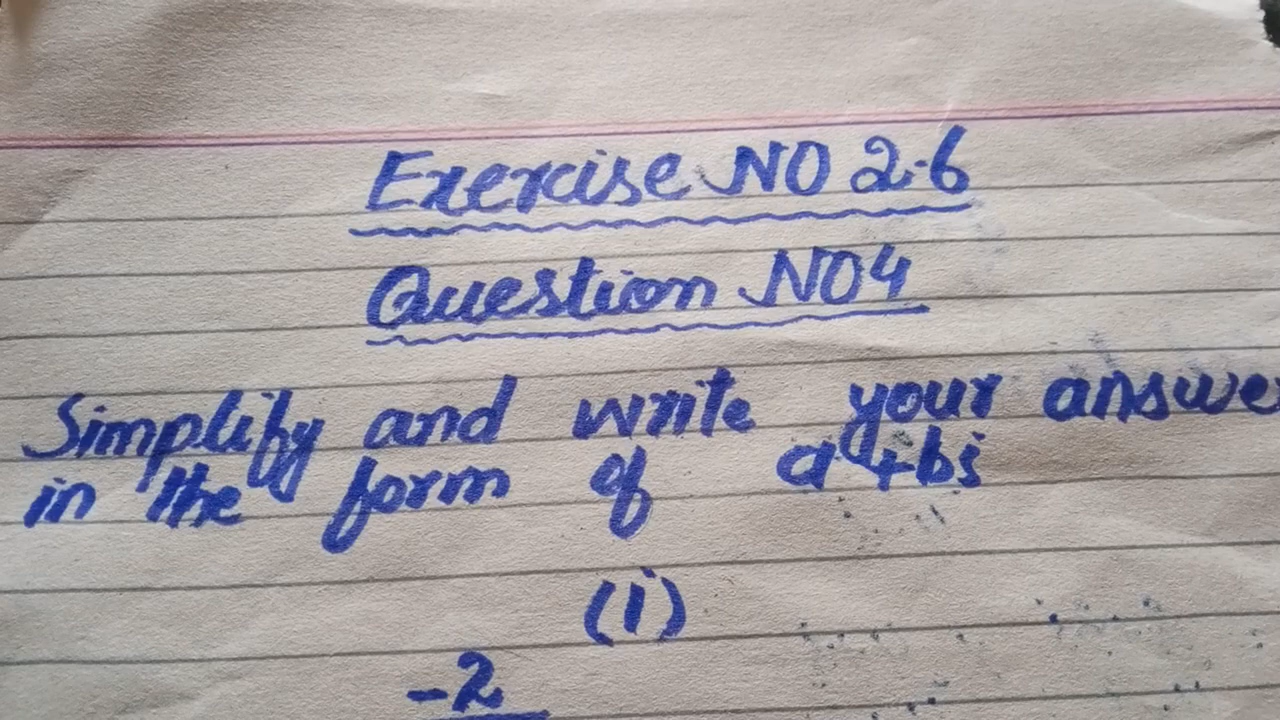 Exercise NO 2.6
Question NO4
Simplify and write your answe
in the form of a+bi
(i)
-2